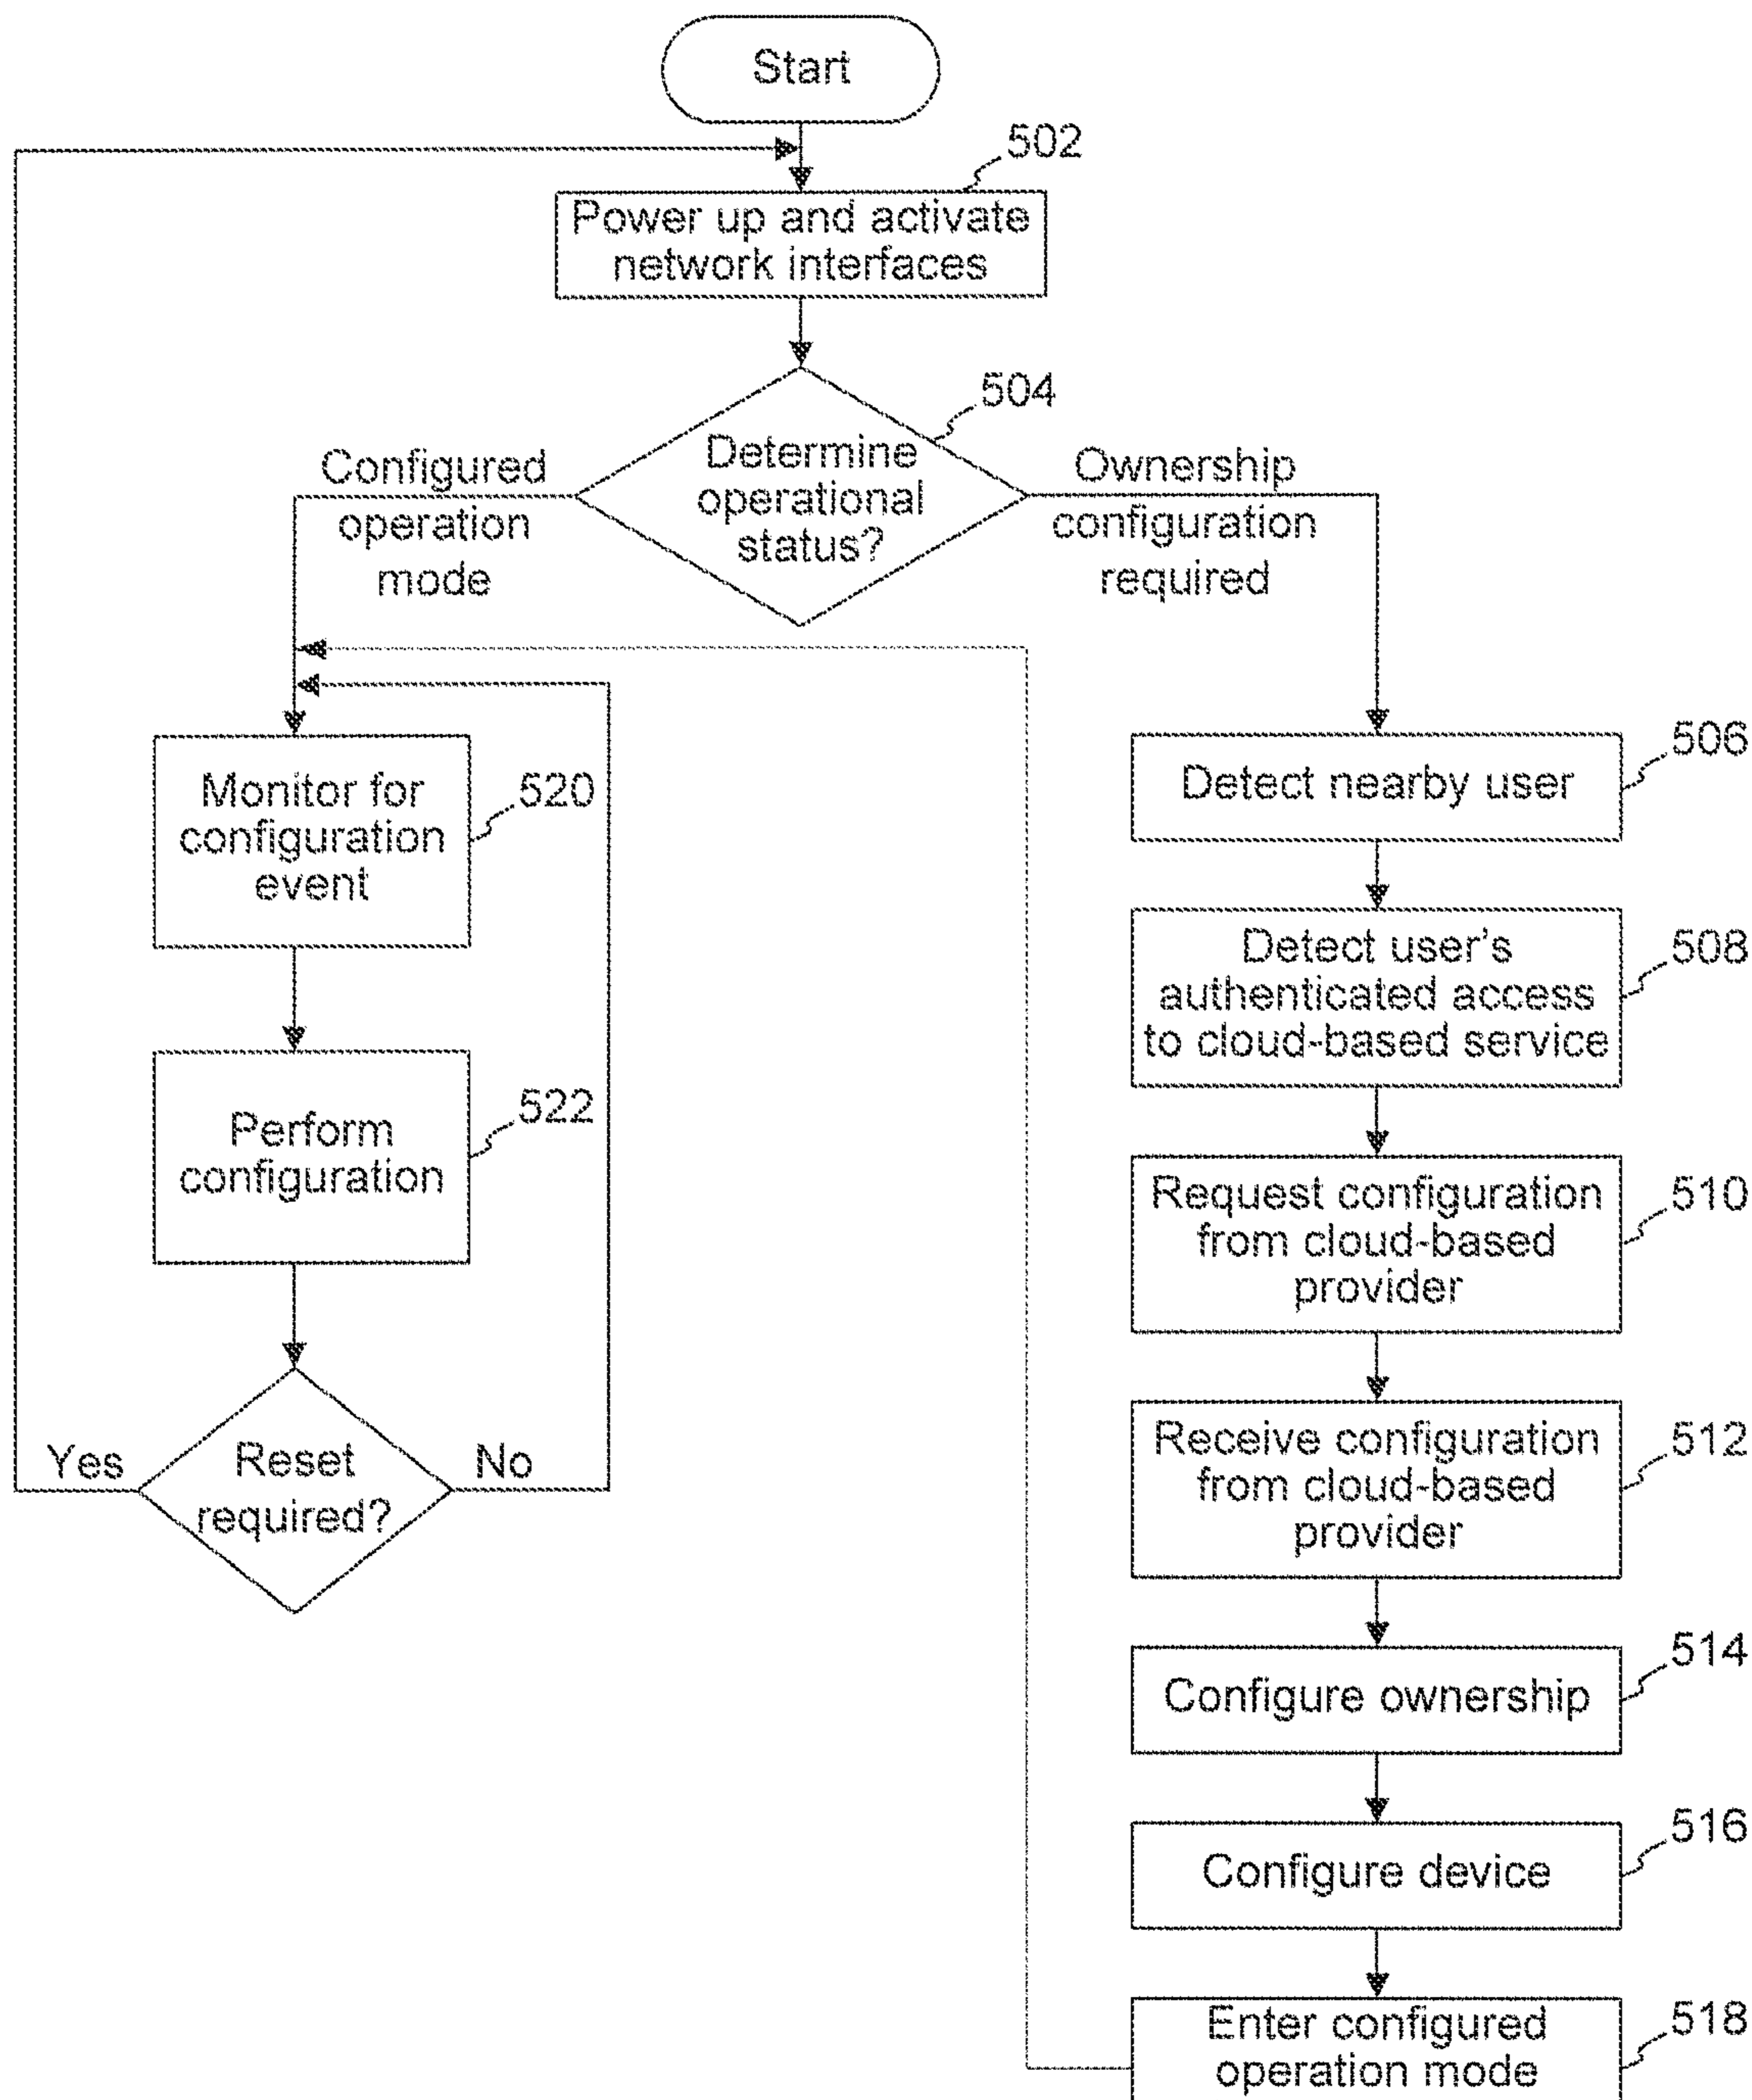 Start
502
Power up and activate
network interfaces
504
Determine
operational
status?
Configured
operation
mode
Ownership
configuration
required
506
Detect nearby user
508
Detect user's
authenticated access
to cloud-based service
510
Request configuration
from cloud-based
provider
512
Receive configuration
from cloud-based
provider
514
Configure ownership
516
Configure device
518
Enter configured
operation mode
520
Monitor for
configuration
event
522
Perform
configuration
Reset
required?
Yes
No